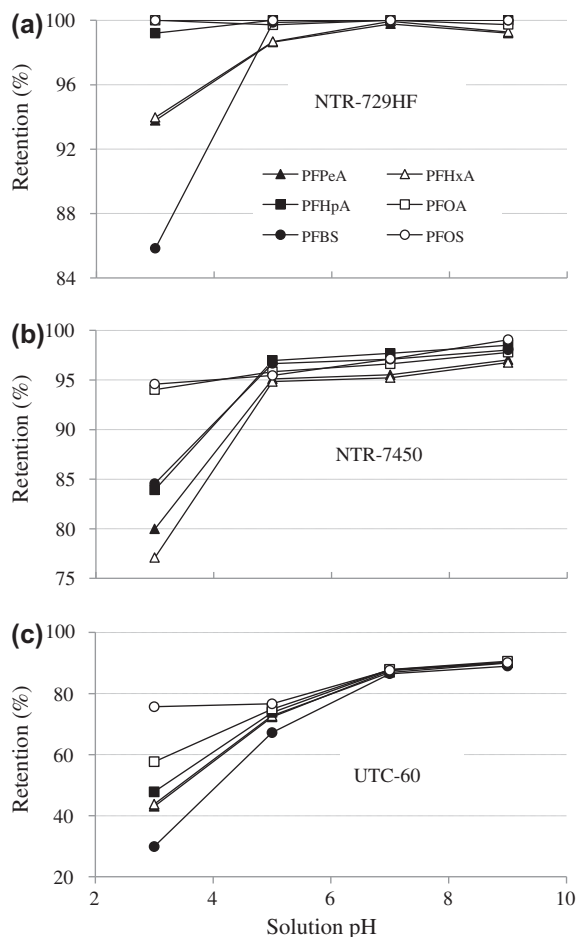 (a)
100
96
92
88
84
Retention (%)
NTR-729HF
PFPeA
PFHxA
PFHpA
PFOA
PFBS
PFOS
(b)
100
95
90
85
80
75
Retention (%)
NTR-7450
(c)
100
80
60
40
20
Retention (%)
UTC-60
2
4
6
8
10
Solution pH